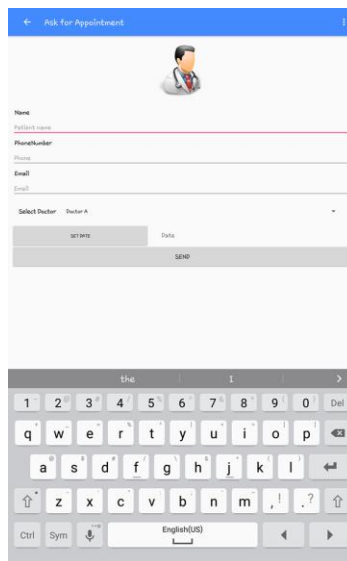 ← Ask for Appointment
Name
Patient name
PhoneNumber
Phone
Email
Email
Select Doctor Doctor A
SET DATE Date
SEND
the I
1 2 3 4 5 6 7 8 9 0 Del
q w e r t y u i o p
a s d f g h j k l
z x c v b n m , ! . ?
Ctrl Sym English(US)